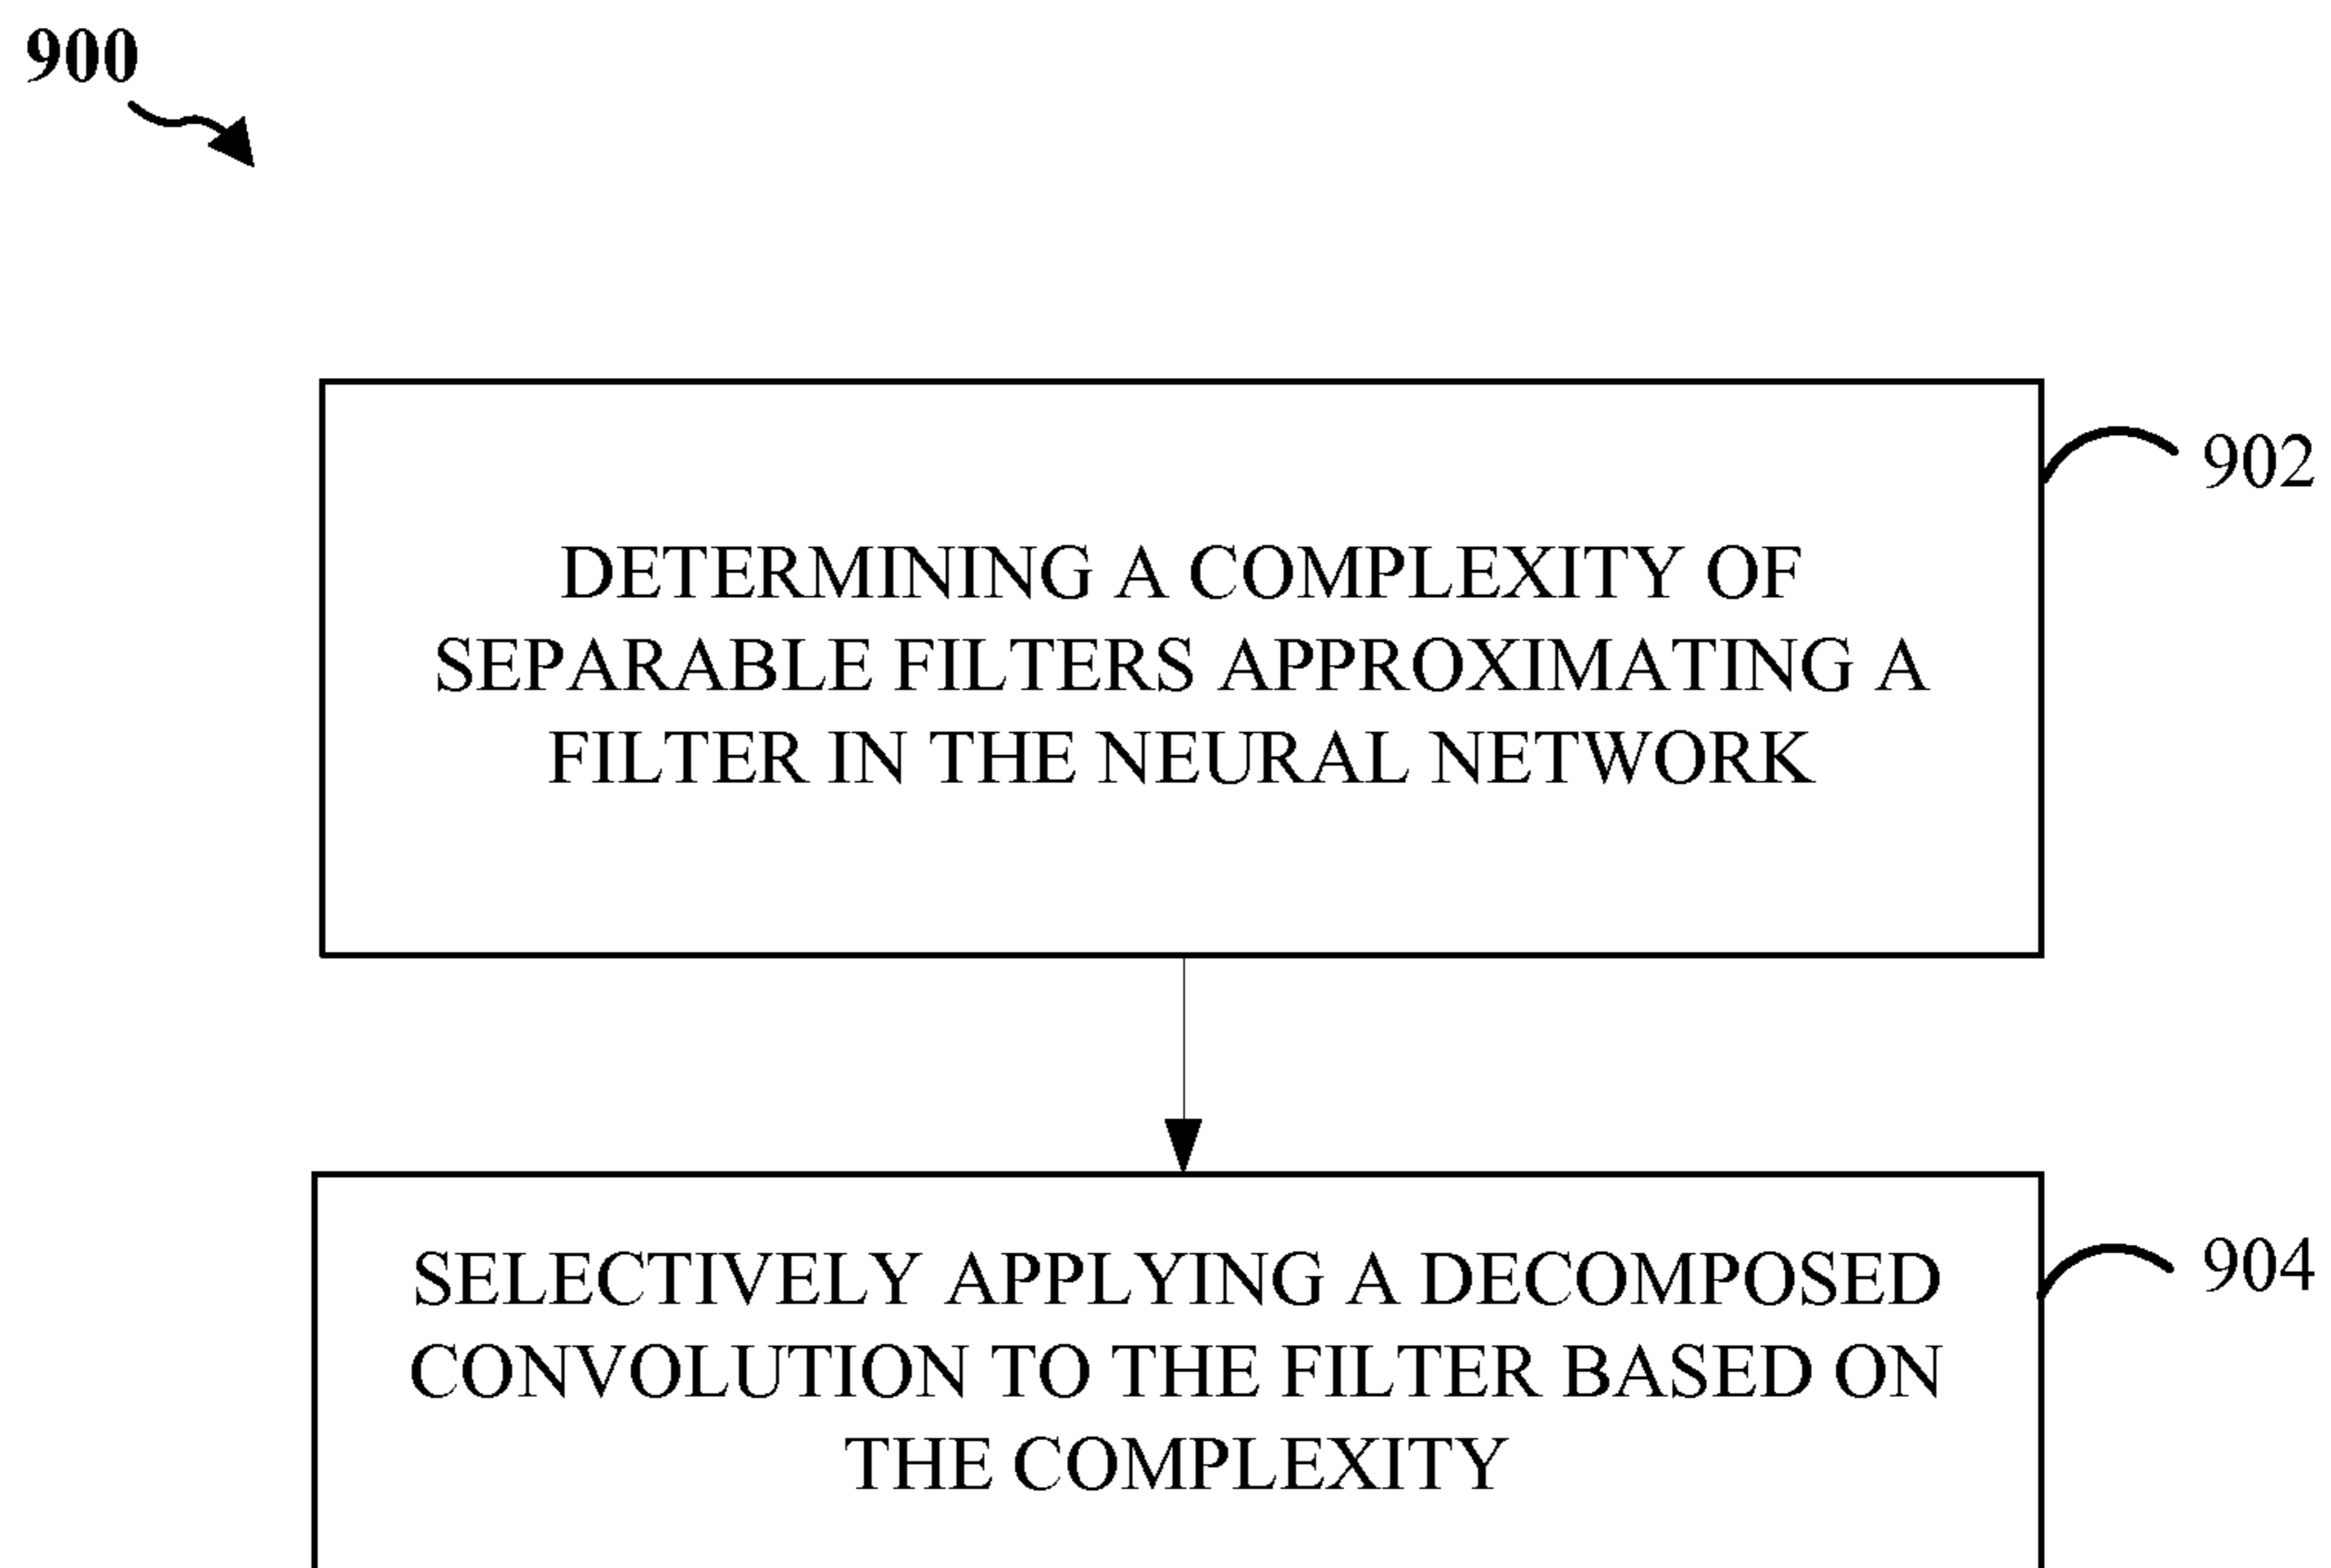 900
902
DETERMINING A COMPLEXITY OF
SEPARABLE FILTERS APPROXIMATING A
FILTER IN THE NEURAL NETWORK
904
SELECTIVELY APPLYING A DECOMPOSED
CONVOLUTION TO THE FILTER BASED ON
THE COMPLEXITY